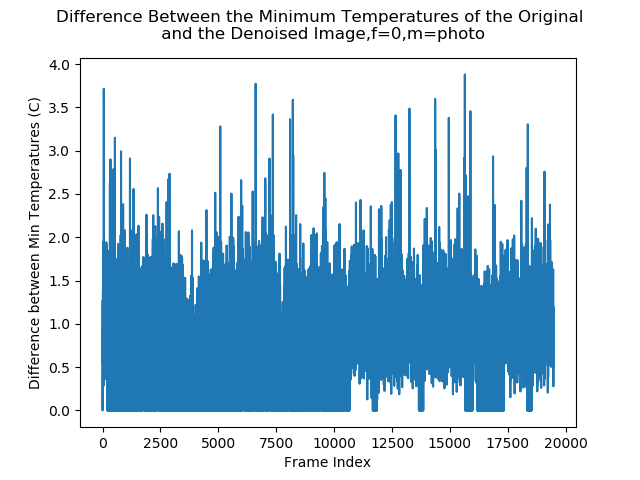 Difference Between the Minimum Temperatures of the Original
and the Denoised Image,f=0,m=photo
4.0
3.5
3.0
2.5
2.0
1.5
1.0
0.5
0.0
Difference between Min Temperatures (C)
0 2500 5000 7500 10000 12500 15000 17500 20000
Frame Index